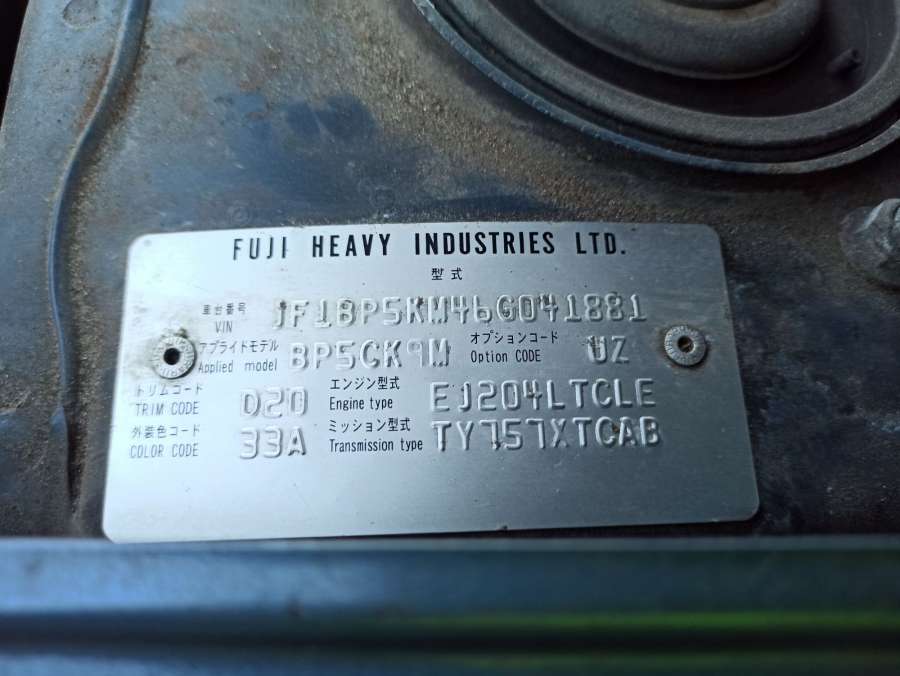 FUJI HEAVY INDUSTRIES LTD.
型式
車台番号 VIN JF1BP5KM46G041881
アプライドモデル Applied model BP5CK9M オプションコード Option CODE UZ
トリムコード TRIM CODE D20 エンジン型式 Engine type EJ204LTCLE
外装色コード COLOR CODE 33A ミッション型式 Transmission type TY757XTCAB